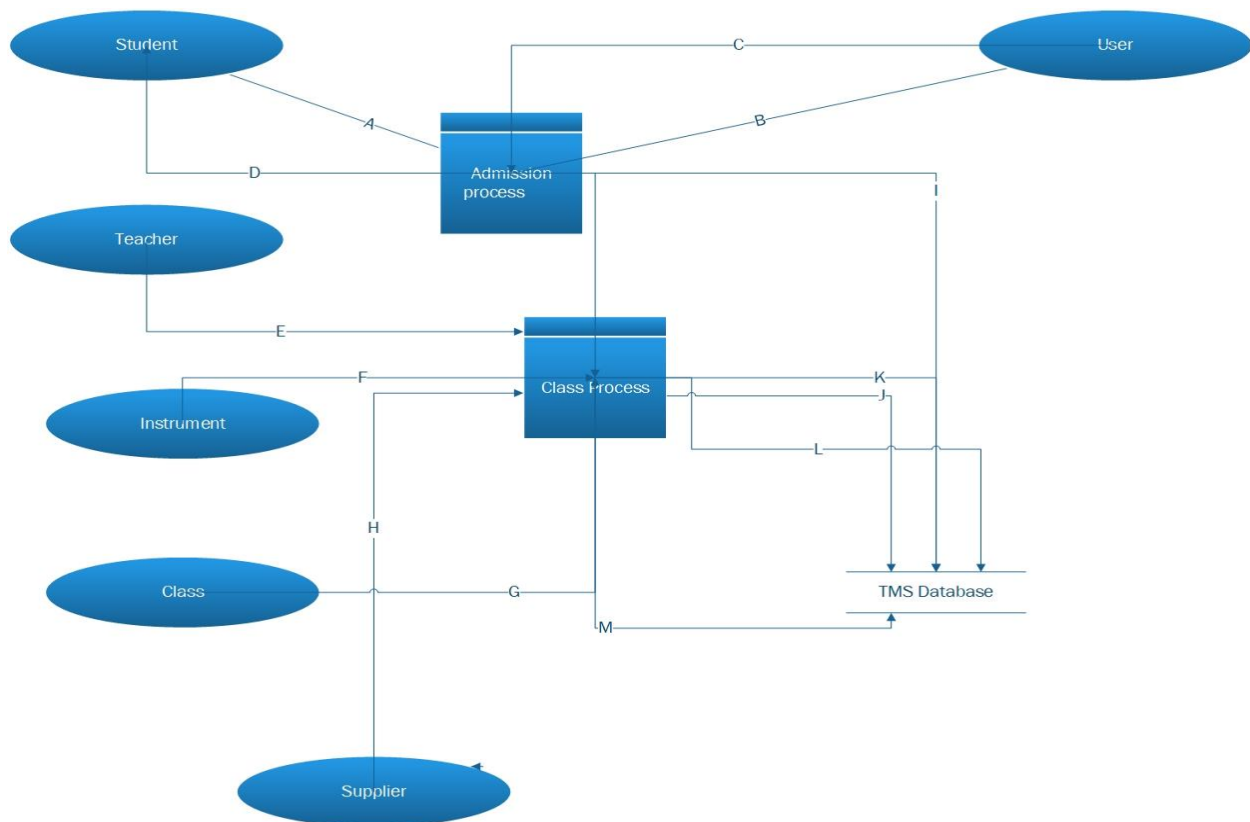 Student
C
User
A
B
D
Admission
process
I
Teacher
E
F
Class Process
K
J
Instrument
L
H
Class
G
TMS Database
M
Supplier